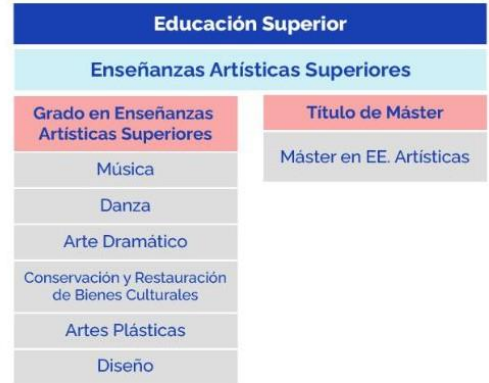 Educación Superior
Enseñanzas Artísticas Superiores
Grado en Enseñanzas
Artísticas Superiores
Música
Danza
Arte Dramático
Conservación y Restauración
de Bienes Culturales
Artes Plásticas
Diseño
Título de Máster
Máster en EE. Artísticas